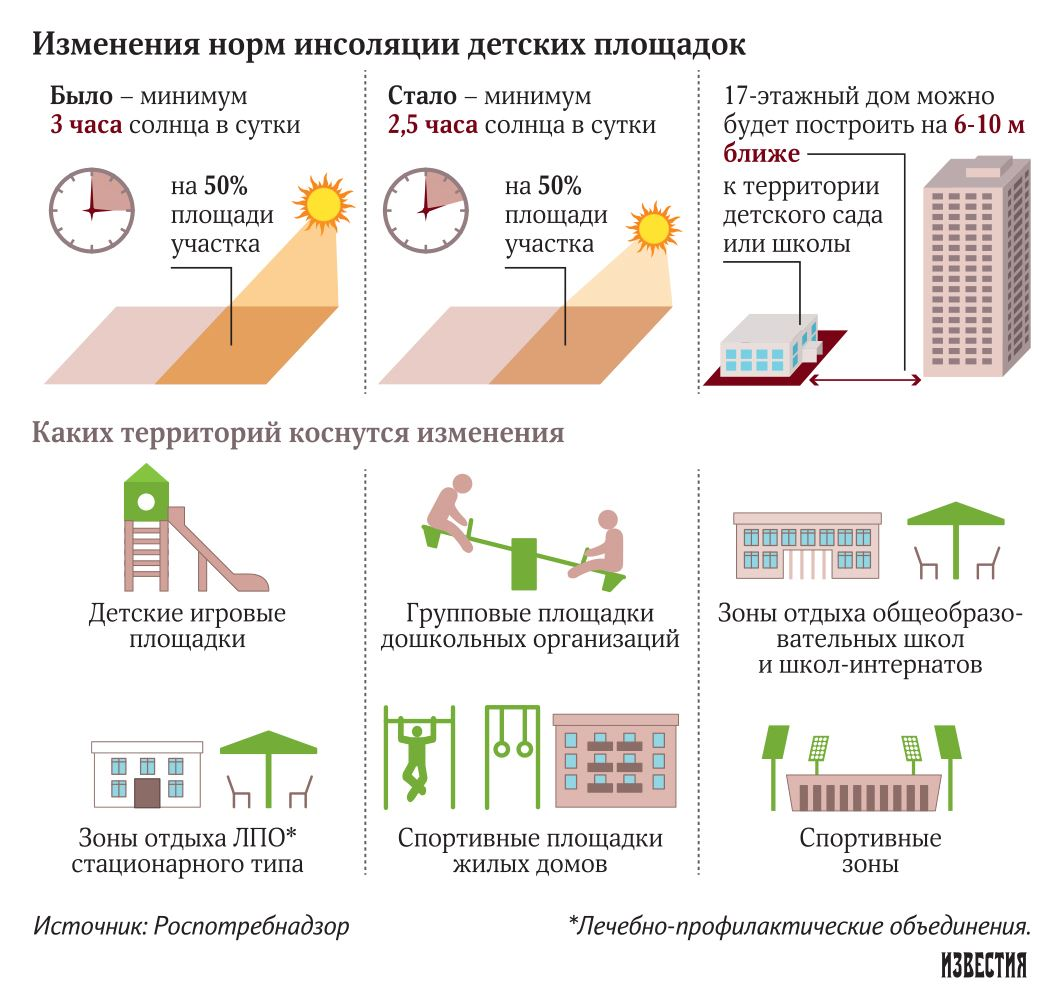 Изменения норм инсоляции детских площадок
Было – минимум
3 часа солнца в сутки
на 50%
площади
участка
Стало – минимум
2,5 часа солнца в сутки
на 50%
площади
участка
17-этажный дом можно
будет построить на 6-10 м
ближе
к территории
детского сада
или школы
Каких территорий коснутся изменения
Детские игровые
площадки
Групповые площадки
дошкольных организаций
Зоны отдыха общеобразо-
вательных школ
и школ-интернатов
Зоны отдыха ЛПО*
стационарного типа
Спортивные площадки
жилых домов
Спортивные
зоны
Источник: Роспотребнадзор
*Лечебно-профилактические объединения.
ИЗВЕСТИЯ